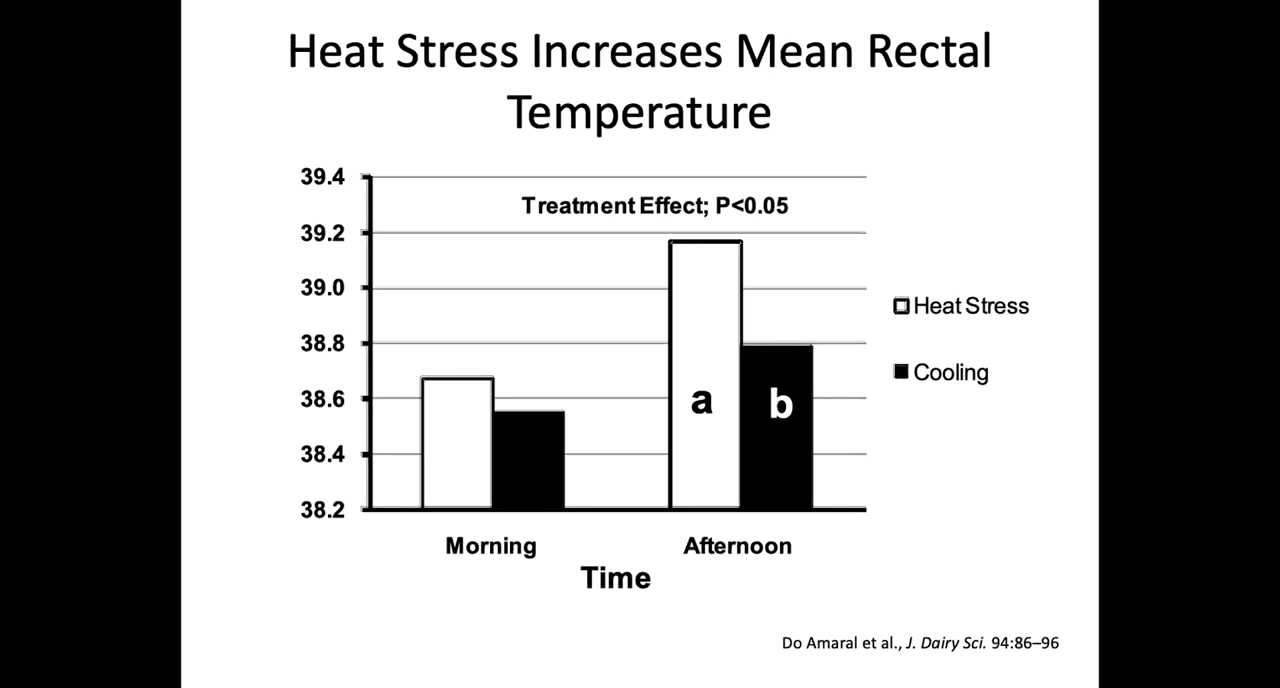 Heat Stress Increases Mean Rectal
Temperature
39.4
39.2
39.0
38.8
38.6
38.4
38.2
Treatment Effect; P<0.05
a
b
Heat Stress
Cooling
Morning
Afternoon
Time
Do Amaral et al., J. Dairy Sci. 94:86–96